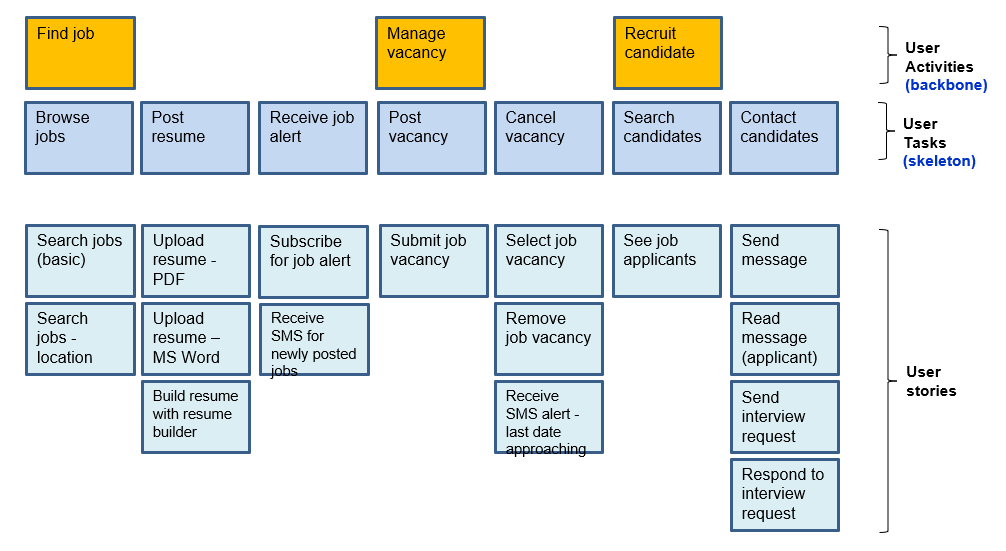 Find job
Manage
vacancy
Recruit
candidate
User
Activities
(backbone)
Browse
jobs
Post
resume
Receive job
alert
Post
vacancy
Cancel
vacancy
Search
candidates
Contact
candidates
User
Tasks
(skeleton)
Search jobs
(basic)
Upload
resume -
PDF
Subscribe
for job alert
Submit job
vacancy
Select job
vacancy
See job
applicants
Send
message
Search
jobs -
location
Upload
resume –
MS Word
Receive
SMS for
newly posted
jobs
Remove
job vacancy
Read
message
(applicant)
Build resume
with resume
builder
Receive
SMS alert -
last date
approaching
Send
interview
request
Respond to
interview
request
User
stories